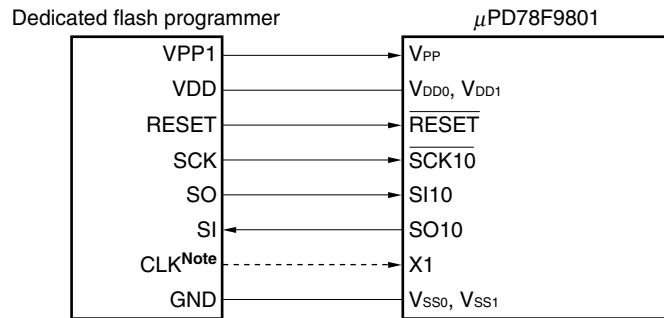 Dedicated flash programmer μPD78F9801
VPP1 VPP
VDD VDD0, VDD1
RESET RESET
SCK SCK10
SO SI10
SI SO10
CLKNote X1
GND VSS0, VSS1